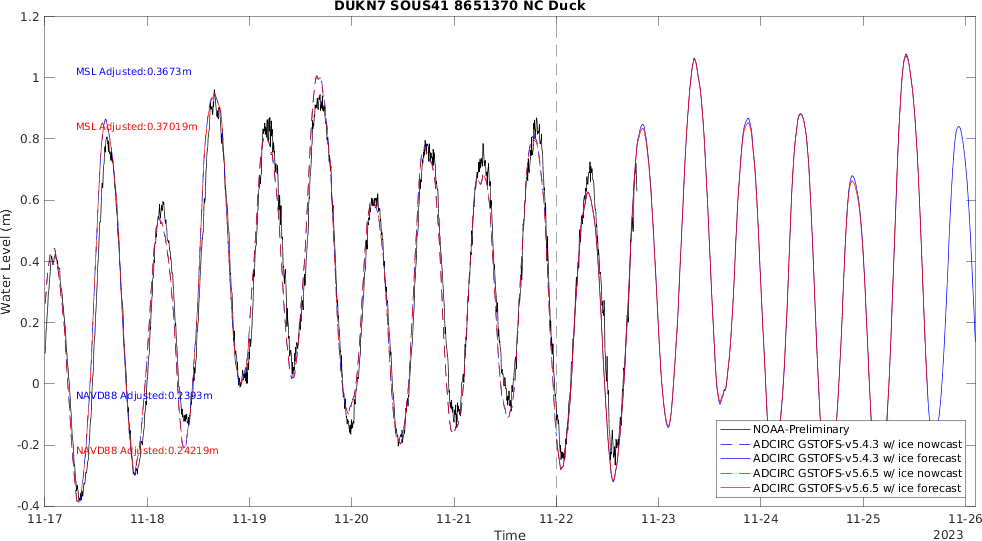 DUKN7 SOUS41 8651370 NC Duck
1.2
1
0.8
0.6
0.4
0.2
0
-0.2
-0.4
Water Level (m)
MSL Adjusted:0.3673m
MSL Adjusted:0.37019m
NAVD88 Adjusted:0.2393m
NAVD88 Adjusted:0.24219m
NOAA-Preliminary
ADCIRC GSTOFS-v5.4.3 w/ ice nowcast
ADCIRC GSTOFS-v5.4.3 w/ ice forecast
ADCIRC GSTOFS-v5.6.5 w/ ice nowcast
ADCIRC GSTOFS-v5.6.5 w/ ice forecast
11-17 11-18 11-19 11-20 11-21 11-22 11-23 11-24 11-25 11-26
Time
2023